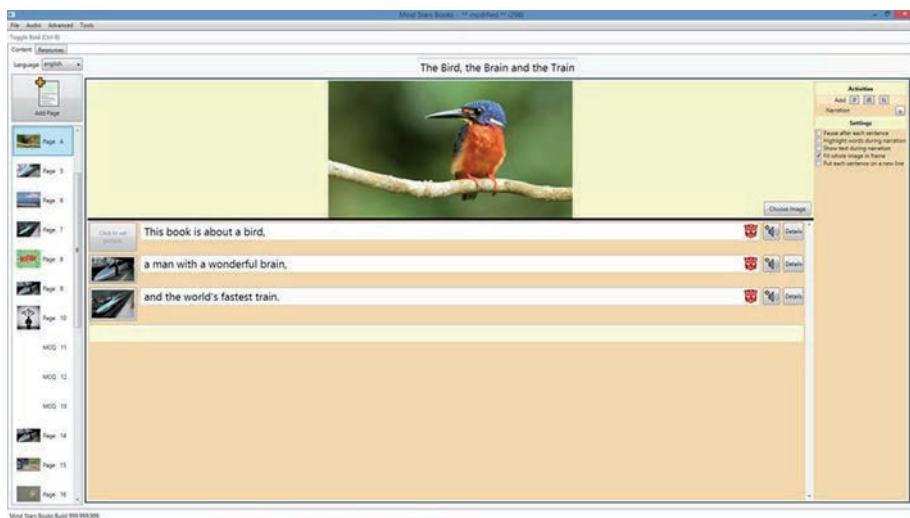 Mind Stars Books - ** modified ** (298)
File Audio Advanced Tools
Toggle Bold (Ctrl-B)
Content Resources
Language english
The Bird, the Brain and the Train
Add Page
Page 4
Page 5
Page 6
Page 7
Page 8
Page 9
Page 10
MCQ 11
MCQ 12
MCQ 13
Page 14
Page 15
Page 16
Choose Image
Click to set picture
This book is about a bird,
Details
a man with a wonderful brain,
Details
and the world's fastest train.
Details
Activities
Add
Narration
Settings
Pause after each sentence
Highlight words during narration
Show text during narration
Fit whole image in frame
Put each sentence on a new line
Mind Stars Books Build 999.999.999